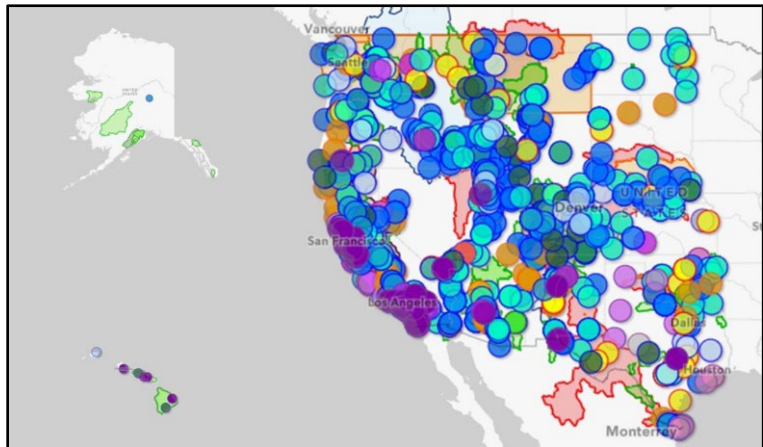 Vancouver
Seattle
UNITED
STATES
Denver
San Francisco
Los Angeles
Dallas
Houston
Monterrey